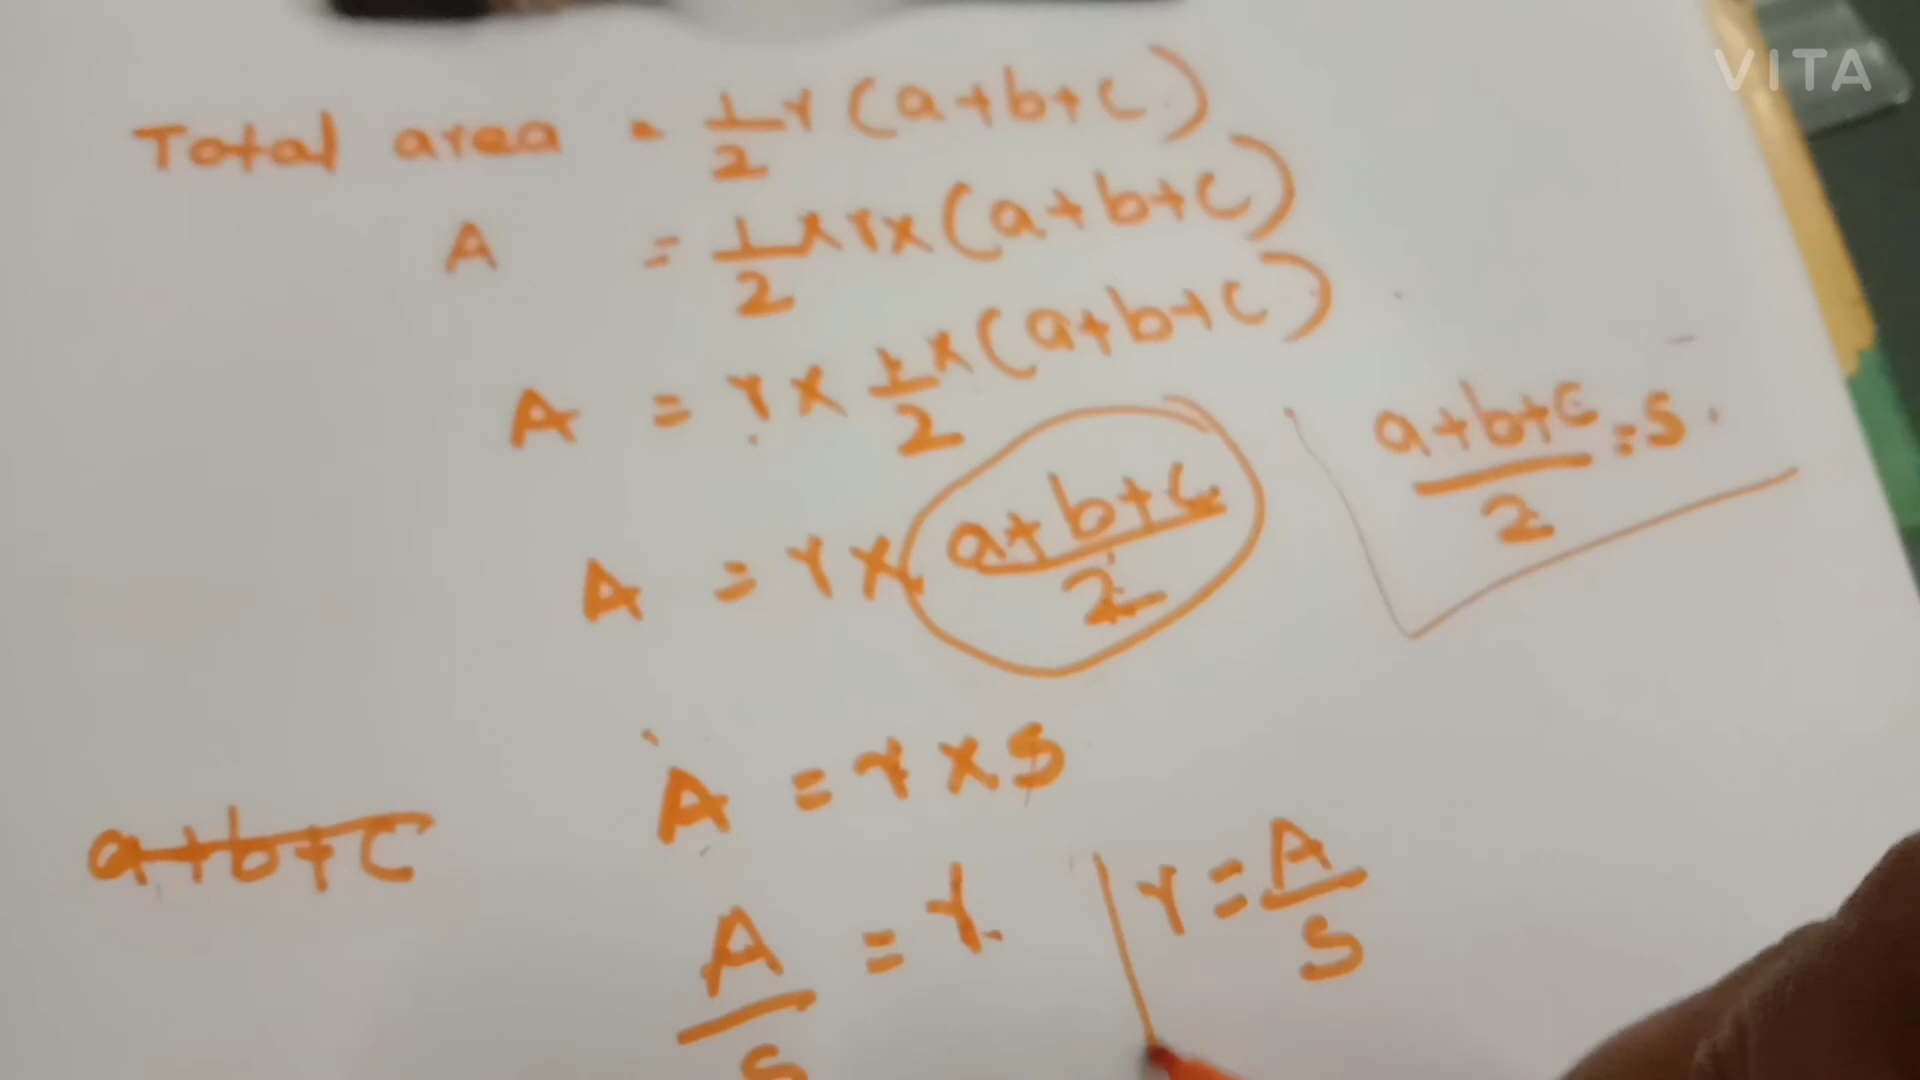 VITA
Total area = 1/2 r (a+b+c)
A = 1/2 x r x (a+b+c)
A = r x 1/2 x (a+b+c)
A = r x a+b+c/2
a+b+c/2 = S.
A = r x S
a+b+c
A/S = r
r = A/S